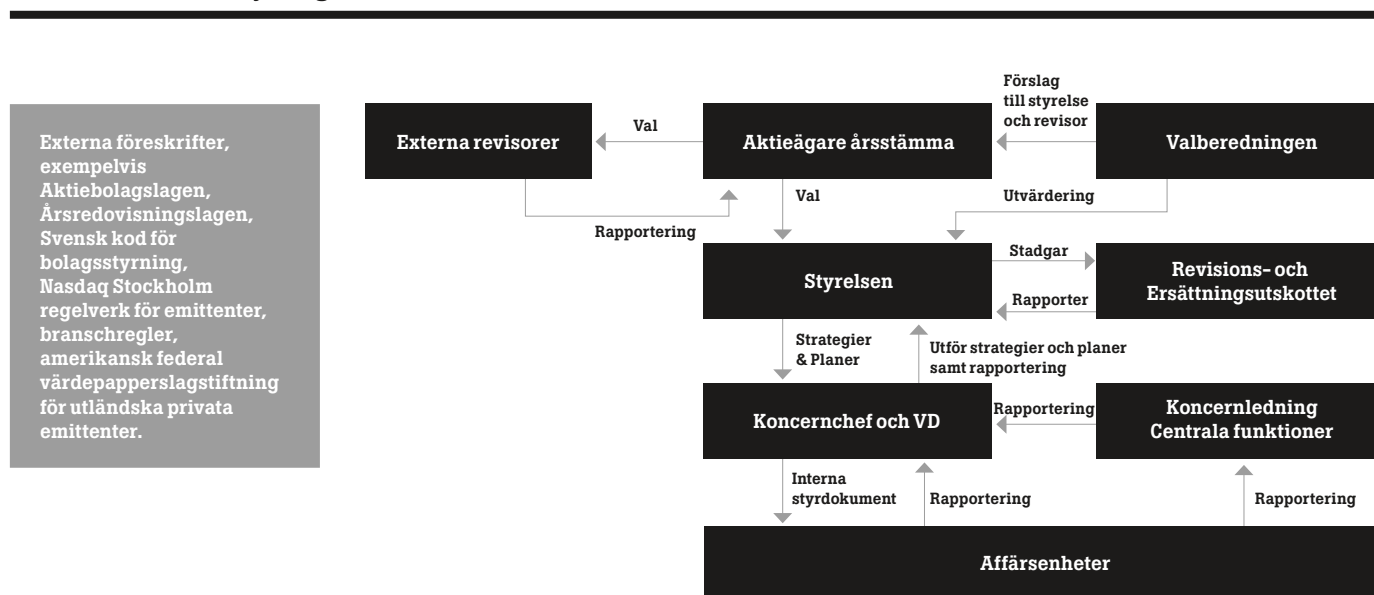 Externa föreskrifter,
exempelvis
Aktiebolagslagen,
Årsredovisningslagen,
Svensk kod för
bolagsstyrning,
Nasdaq Stockholm
regelverk för emittenter,
branschregler,
amerikansk federal
värdepapperslagstiftning
för utländska privata
emittenter.
Externa revisorer
Val
Aktieägare årsstämma
Förslag
till styrelse
och revisor
Valberedningen
Rapportering
Val
Utvärdering
Styrelsen
Stadgar
Rapporter
Revisions- och
Ersättningsutskottet
Strategier
& Planer
Utför strategier och planer
samt rapportering
Koncernchef och VD
Rapportering
Koncernledning
Centrala funktioner
Interna
styrdokument
Rapportering
Rapportering
Affärsenheter